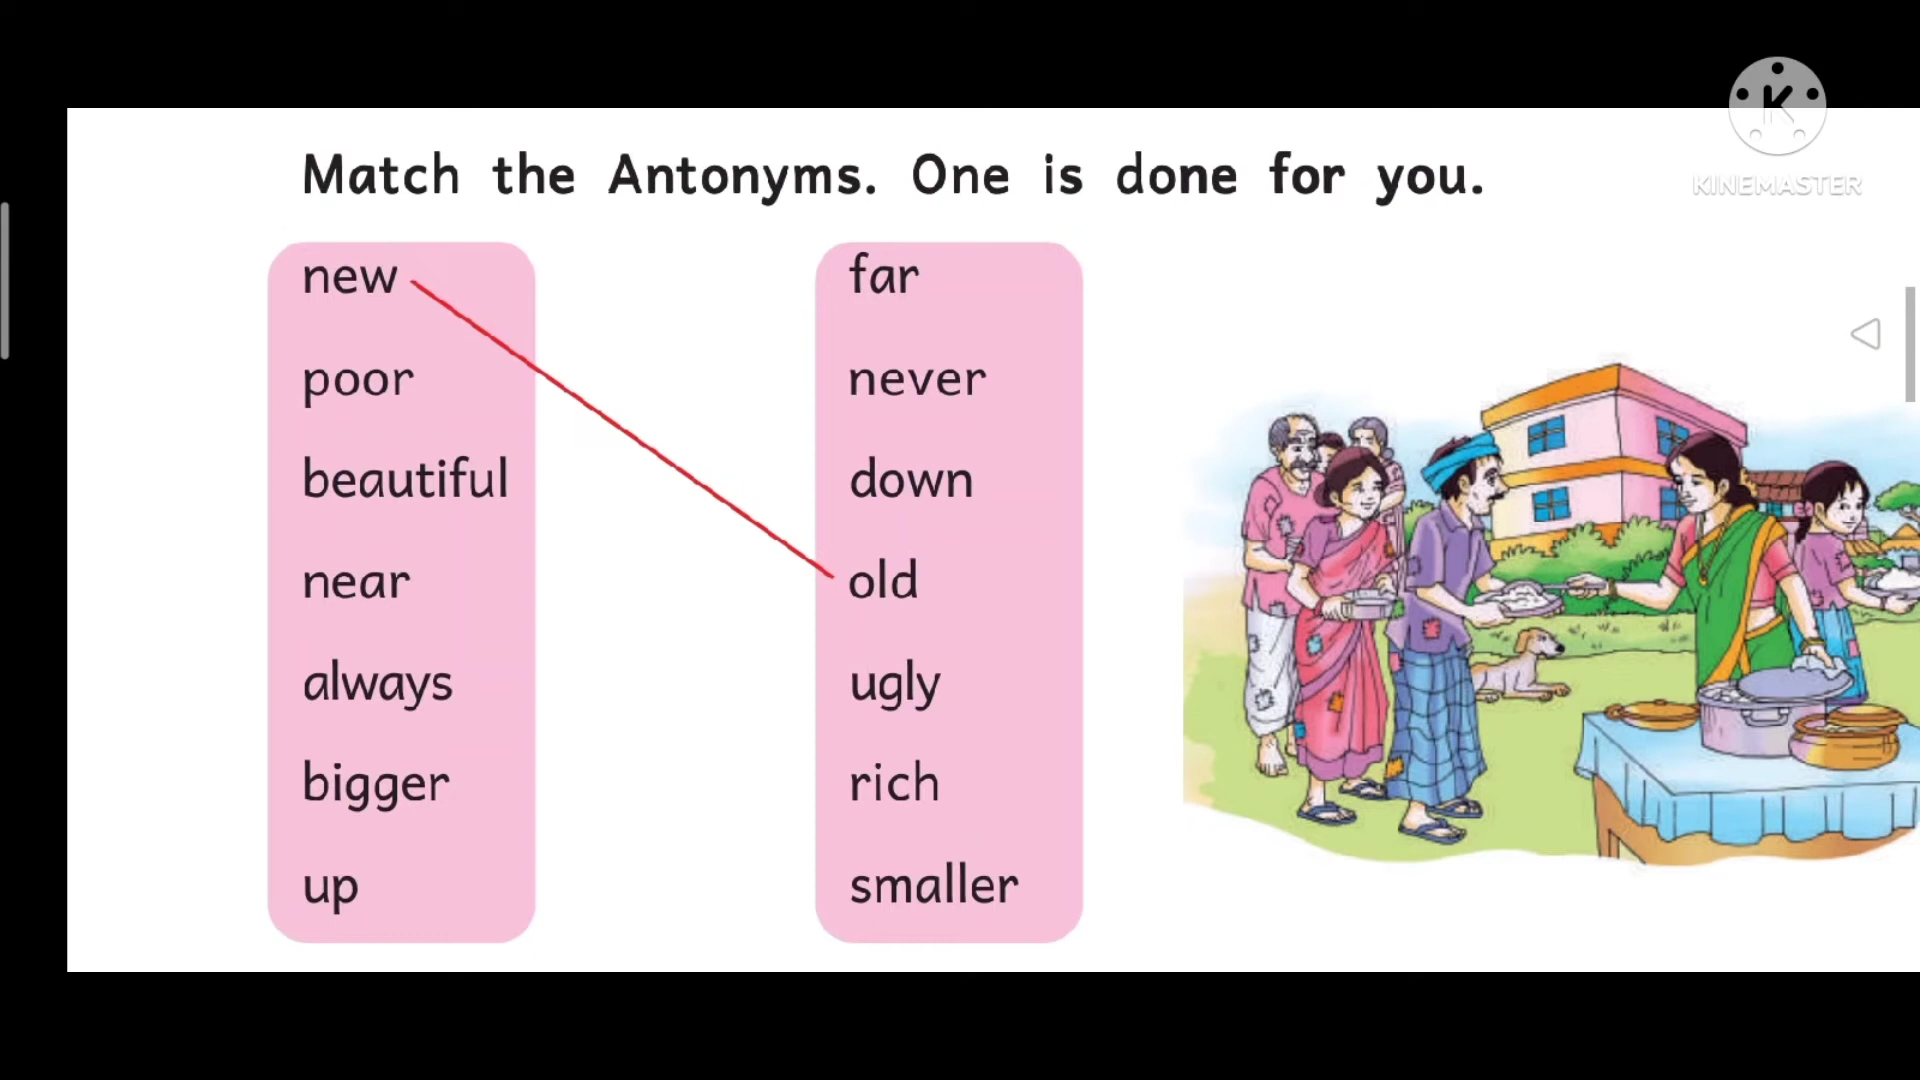 KINEMASTER
Match the Antonyms. One is done for you.
new far
poor never
beautiful down
near old
always ugly
bigger rich
up smaller